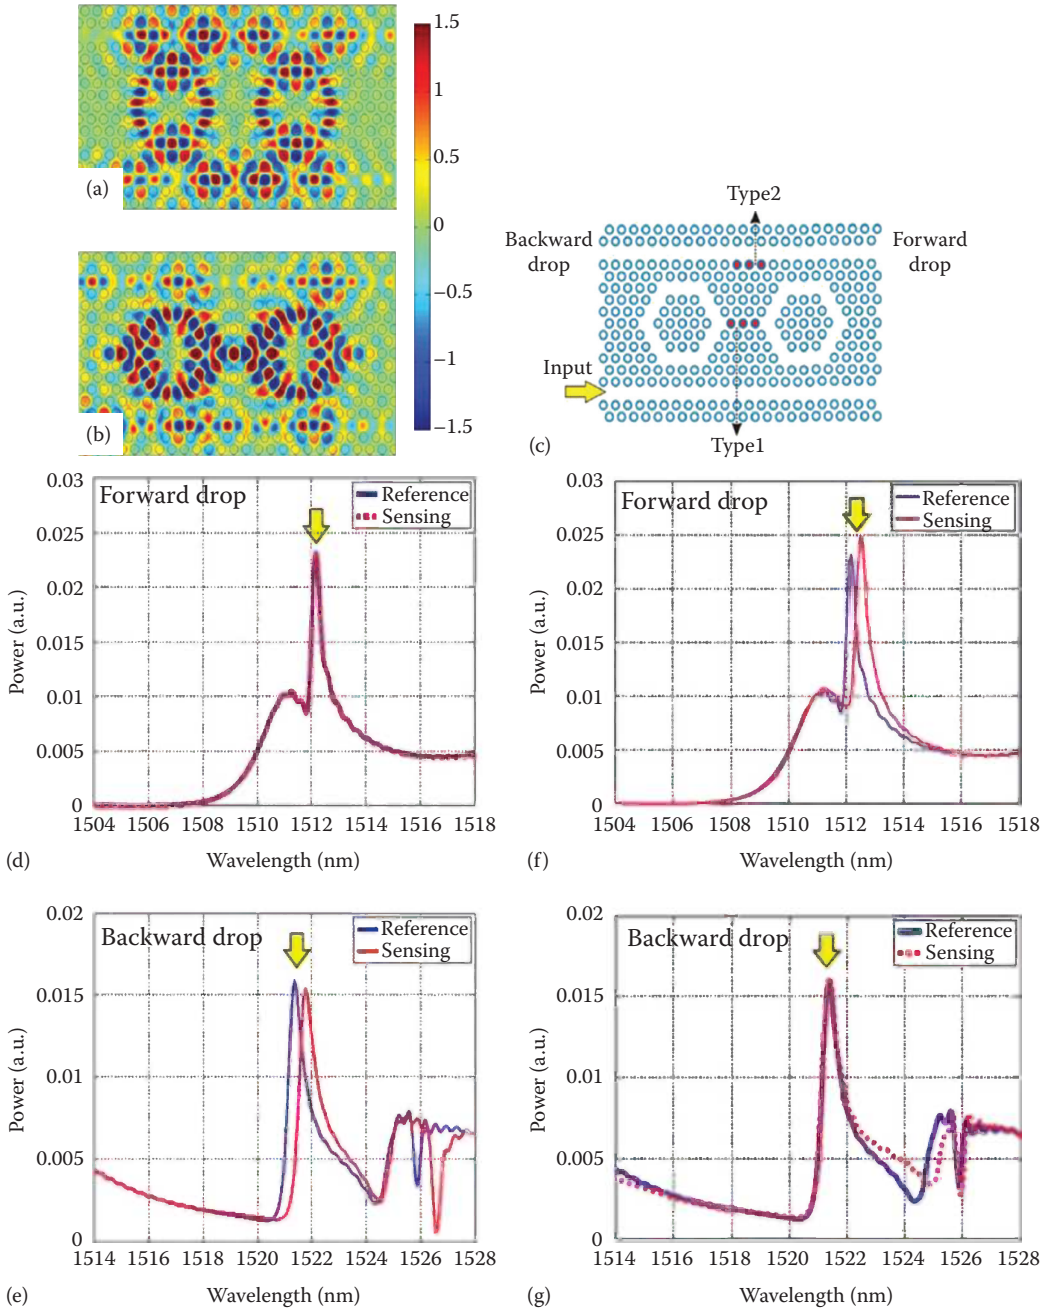 1.5
1
0.5
0
−0.5
−1
−1.5
(a)
(b)
Type2
Backward
drop
Forward
drop
Input
Type1
(c)
0.03
0.025
0.02
0.015
0.01
0.005
0
Power (a.u.)
Forward drop
Reference
Sensing
1504 1506 1508 1510 1512 1514 1516 1518
Wavelength (nm)
(d)
0.03
0.025
0.02
0.015
0.01
0.005
0
Power (a.u.)
Forward drop
Reference
Sensing
1504 1506 1508 1510 1512 1514 1516 1518
Wavelength (nm)
(f)
0.02
0.015
0.01
0.005
0
Power (a.u.)
Backward drop
Reference
Sensing
1514 1516 1518 1520 1522 1524 1526 1528
Wavelength (nm)
(e)
0.02
0.015
0.01
0.005
0
Power (a.u.)
Backward drop
Reference
Sensing
1514 1516 1518 1520 1522 1524 1526 1528
Wavelength (nm)
(g)